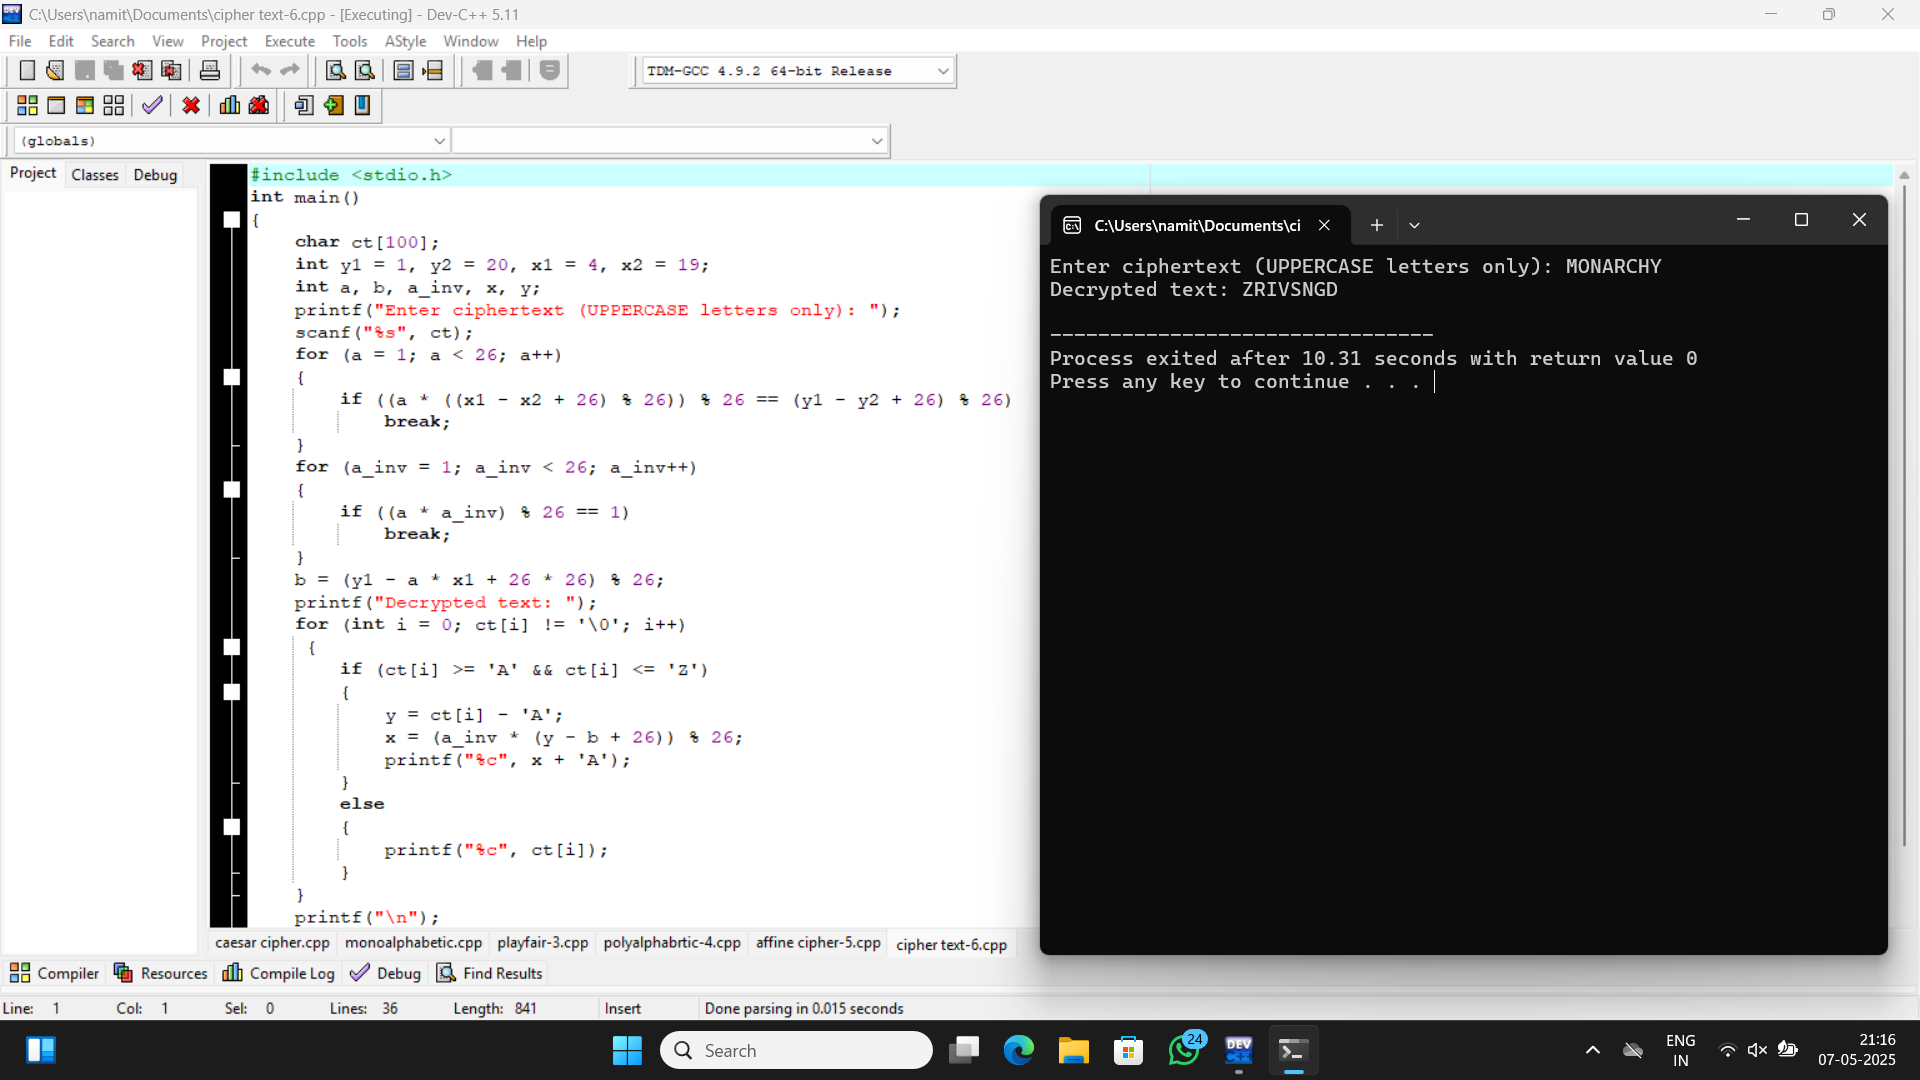 C:\Users\namit\Documents\cipher text-6.cpp - [Executing] - Dev-C++ 5.11
File Edit Search View Project Execute Tools AStyle Window Help
TDM-GCC 4.9.2 64-bit Release
(globals)
Project Classes Debug
#include <stdio.h>
int main()
{
char ct[100];
int y1 = 1, y2 = 20, x1 = 4, x2 = 19;
int a, b, a_inv, x, y;
printf("Enter ciphertext (UPPERCASE letters only): ");
scanf("%s", ct);
for (a = 1; a < 26; a++)
{
if ((a * ((x1 - x2 + 26) % 26)) % 26 == (y1 - y2 + 26) % 26)
break;
}
for (a_inv = 1; a_inv < 26; a_inv++)
{
if ((a * a_inv) % 26 == 1)
break;
}
b = (y1 - a * x1 + 26 * 26) % 26;
printf("Decrypted text: ");
for (int i = 0; ct[i] != '\0'; i++)
{
if (ct[i] >= 'A' && ct[i] <= 'Z')
{
y = ct[i] - 'A';
x = (a_inv * (y - b + 26)) % 26;
printf("%c", x + 'A');
}
else
{
printf("%c", ct[i]);
}
}
printf("\n");
C:\Users\namit\Documents\ci
Enter ciphertext (UPPERCASE letters only): MONARCHY
Decrypted text: ZRIVSNGD
--------------------------------
Process exited after 10.31 seconds with return value 0
Press any key to continue . . .
caesar cipher.cpp monoalphabetic.cpp playfair-3.cpp polyalphabrtic-4.cpp affine cipher-5.cpp cipher text-6.cpp
Compiler Resources Compile Log Debug Find Results
Line: 1 Col: 1 Sel: 0 Lines: 36 Length: 841 Insert Done parsing in 0.015 seconds
Search
24
DEV
ENG
IN
21:16
07-05-2025